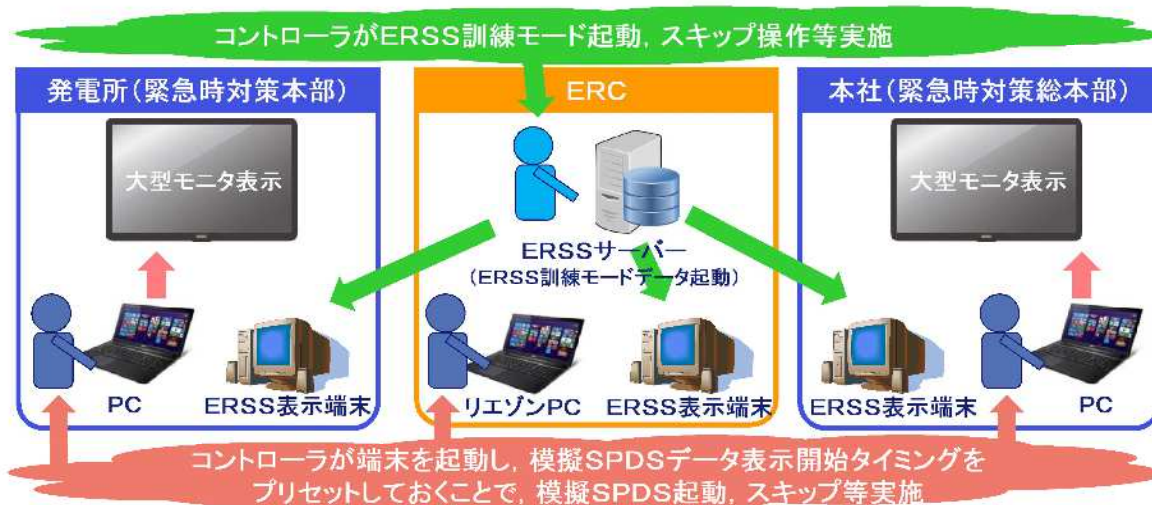 コントローラがERSS訓練モード起動，スキップ操作等実施
発電所（緊急時対策本部）
大型モニタ表示
PC
ERSS表示端末
ERC
ERSSサーバー
（ERSS訓練モードデータ起動）
リエゾンPC
ERSS表示端末
本社（緊急時対策総本部）
大型モニタ表示
ERSS表示端末
PC
コントローラが端末を起動し，模擬SPDSデータ表示開始タイミングを
プリセットしておくことで，模擬SPDS起動，スキップ等実施